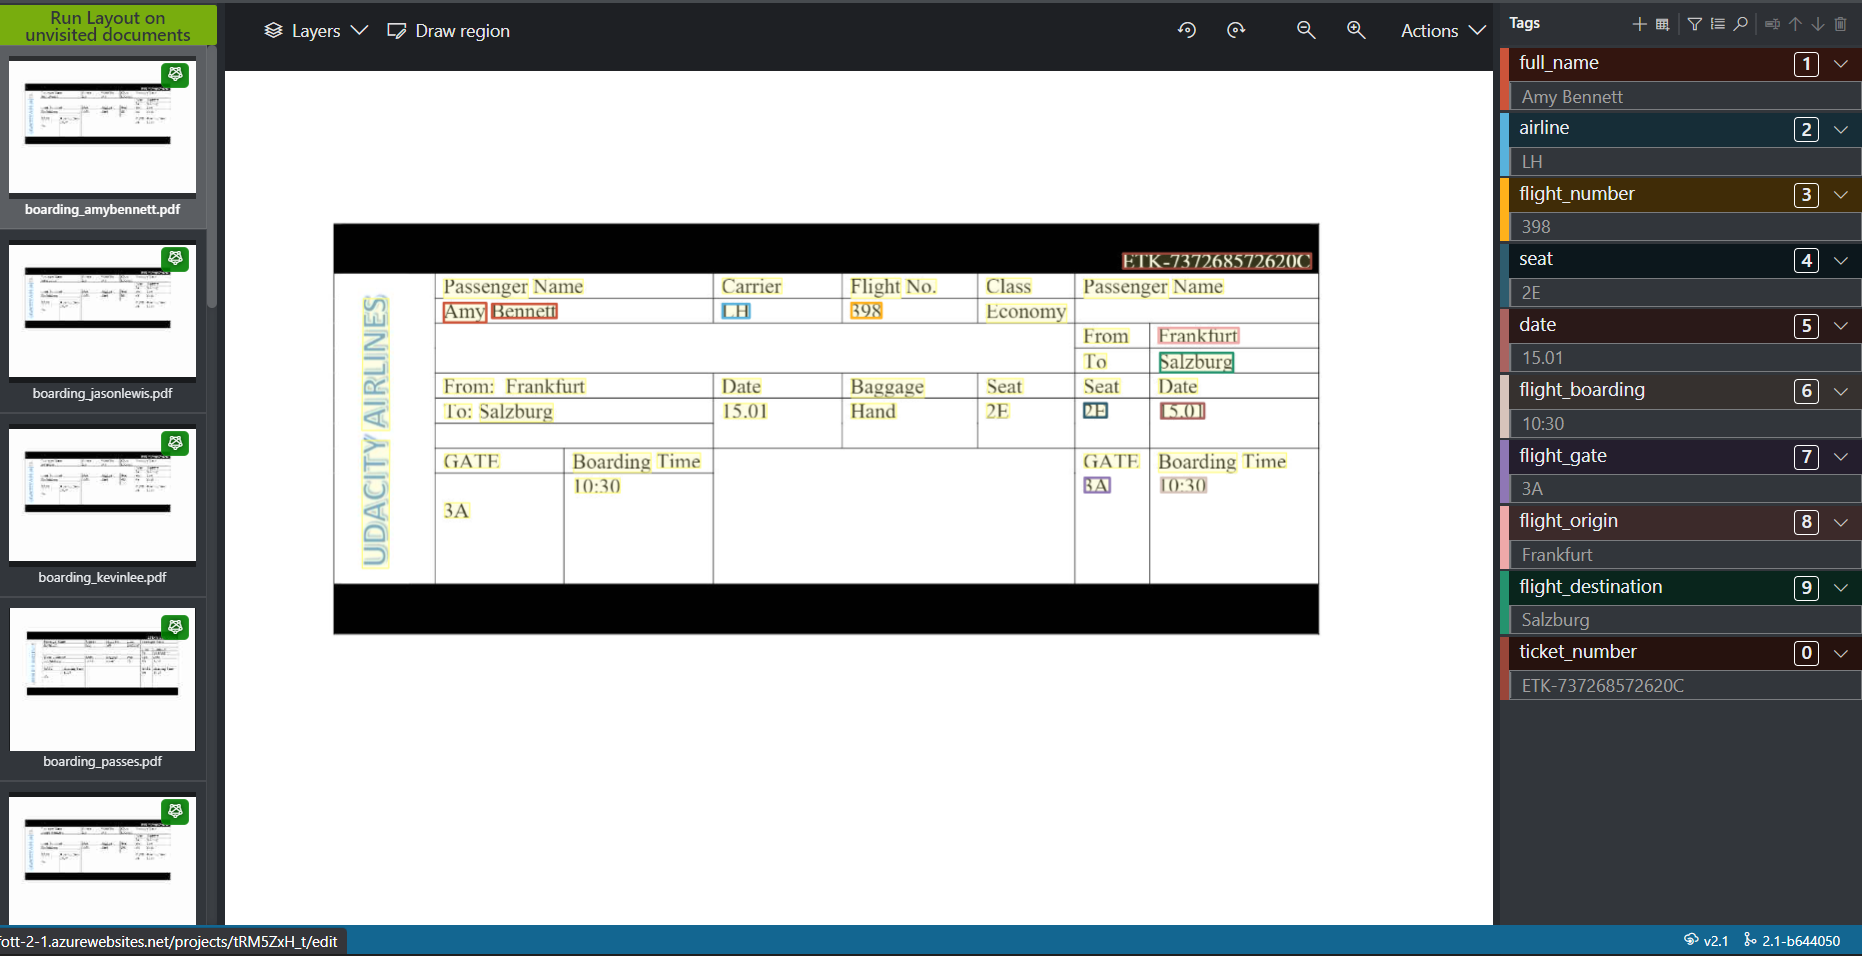 Run Layout on
unvisited documents
Layers
Draw region
Actions
Tags
boarding_amybennett.pdf
boarding_jasonlewis.pdf
boarding_kevinlee.pdf
boarding_passes.pdf
ETK-737268572620C
UDACITY AIRLINES
Passenger Name Carrier Flight No. Class Passenger Name
Amy Bennett LH 398 Economy
From Frankfurt
To Salzburg
From: Frankfurt Date Baggage Seat Seat Date
To: Salzburg 15.01 Hand 2E 2E 15.01
GATE Boarding Time GATE Boarding Time
10:30 3A 10:30
3A
full_name 1
Amy Bennett
airline 2
LH
flight_number 3
398
seat 4
2E
date 5
15.01
flight_boarding 6
10:30
flight_gate 7
3A
flight_origin 8
Frankfurt
flight_destination 9
Salzburg
ticket_number 0
ETK-737268572620C
ott-2-1.azurewebsites.net/projects/tRM5ZxH_t/edit
v2.1 2.1-b644050